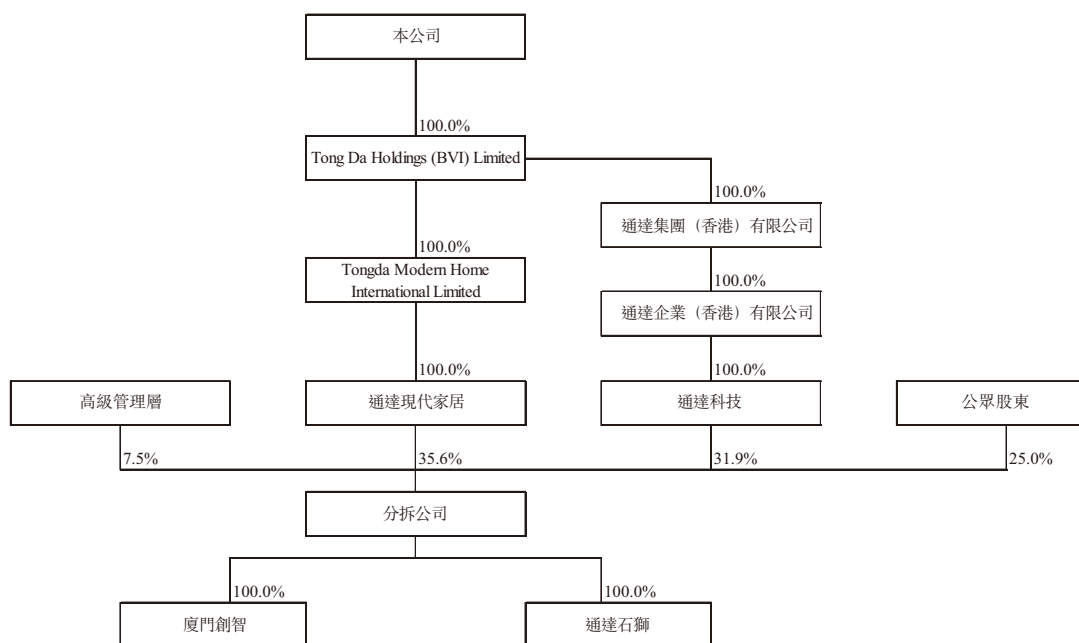 本公司
100.0%
Tong Da Holdings (BVI) Limited
100.0%
通達集團（香港）有限公司
100.0%
Tongda Modern Home
International Limited
100.0%
通達企業（香港）有限公司
100.0%
100.0%
高級管理層
通達現代家居
通達科技
公眾股東
7.5%
35.6%
31.9%
25.0%
分拆公司
100.0%
100.0%
廈門創智
通達石獅